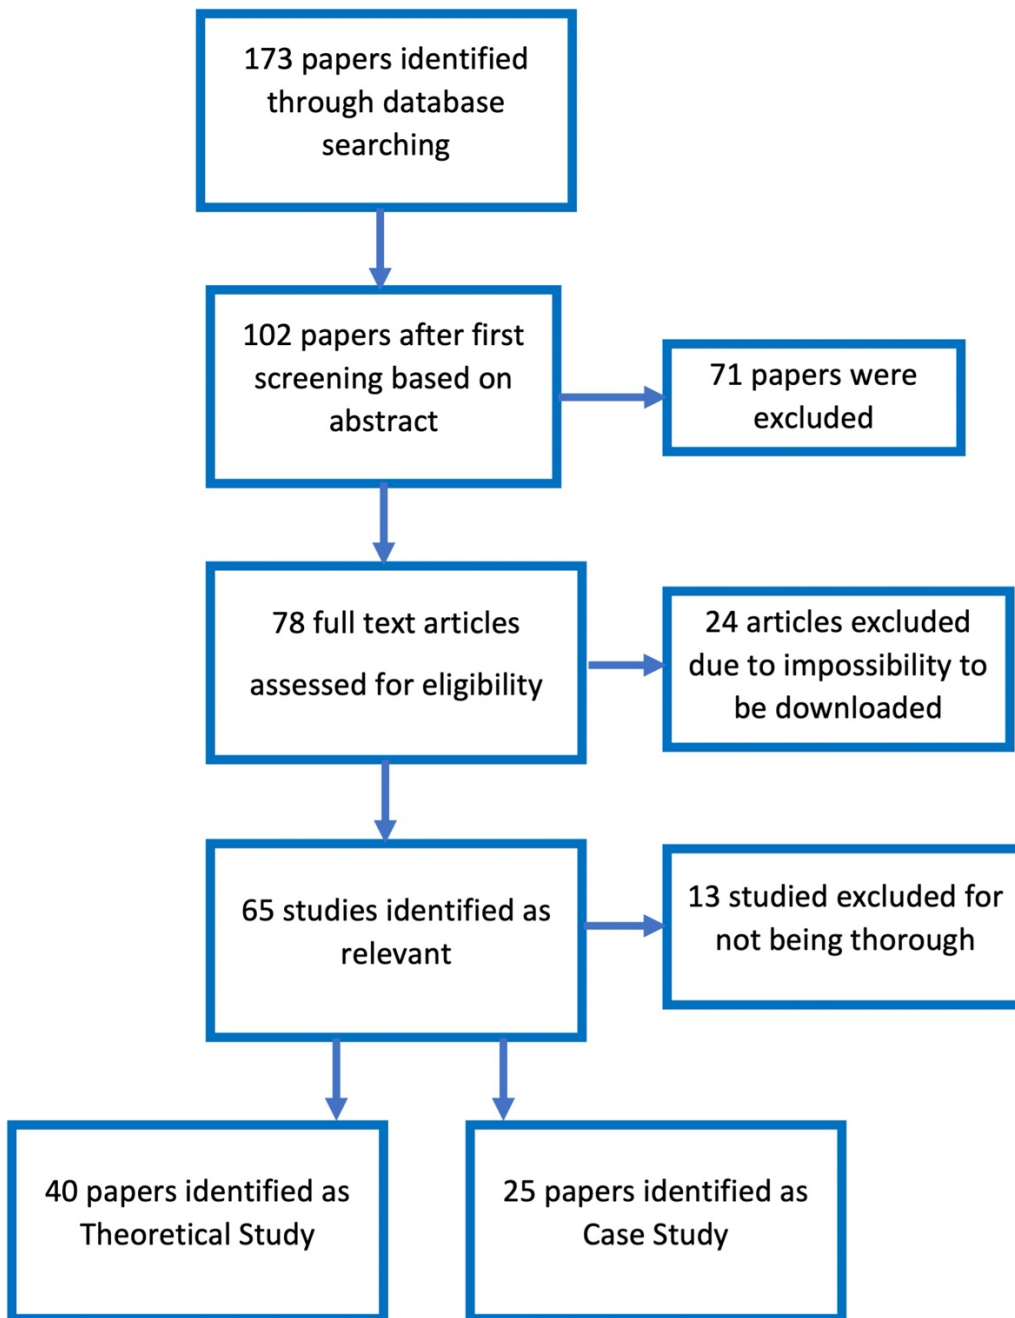 173 papers identified
through database
searching
102 papers after first
screening based on
abstract
71 papers were
excluded
78 full text articles
assessed for eligibility
24 articles excluded
due to impossibility to
be downloaded
65 studies identified as
relevant
13 studied excluded for
not being thorough
40 papers identified as
Theoretical Study
25 papers identified as
Case Study